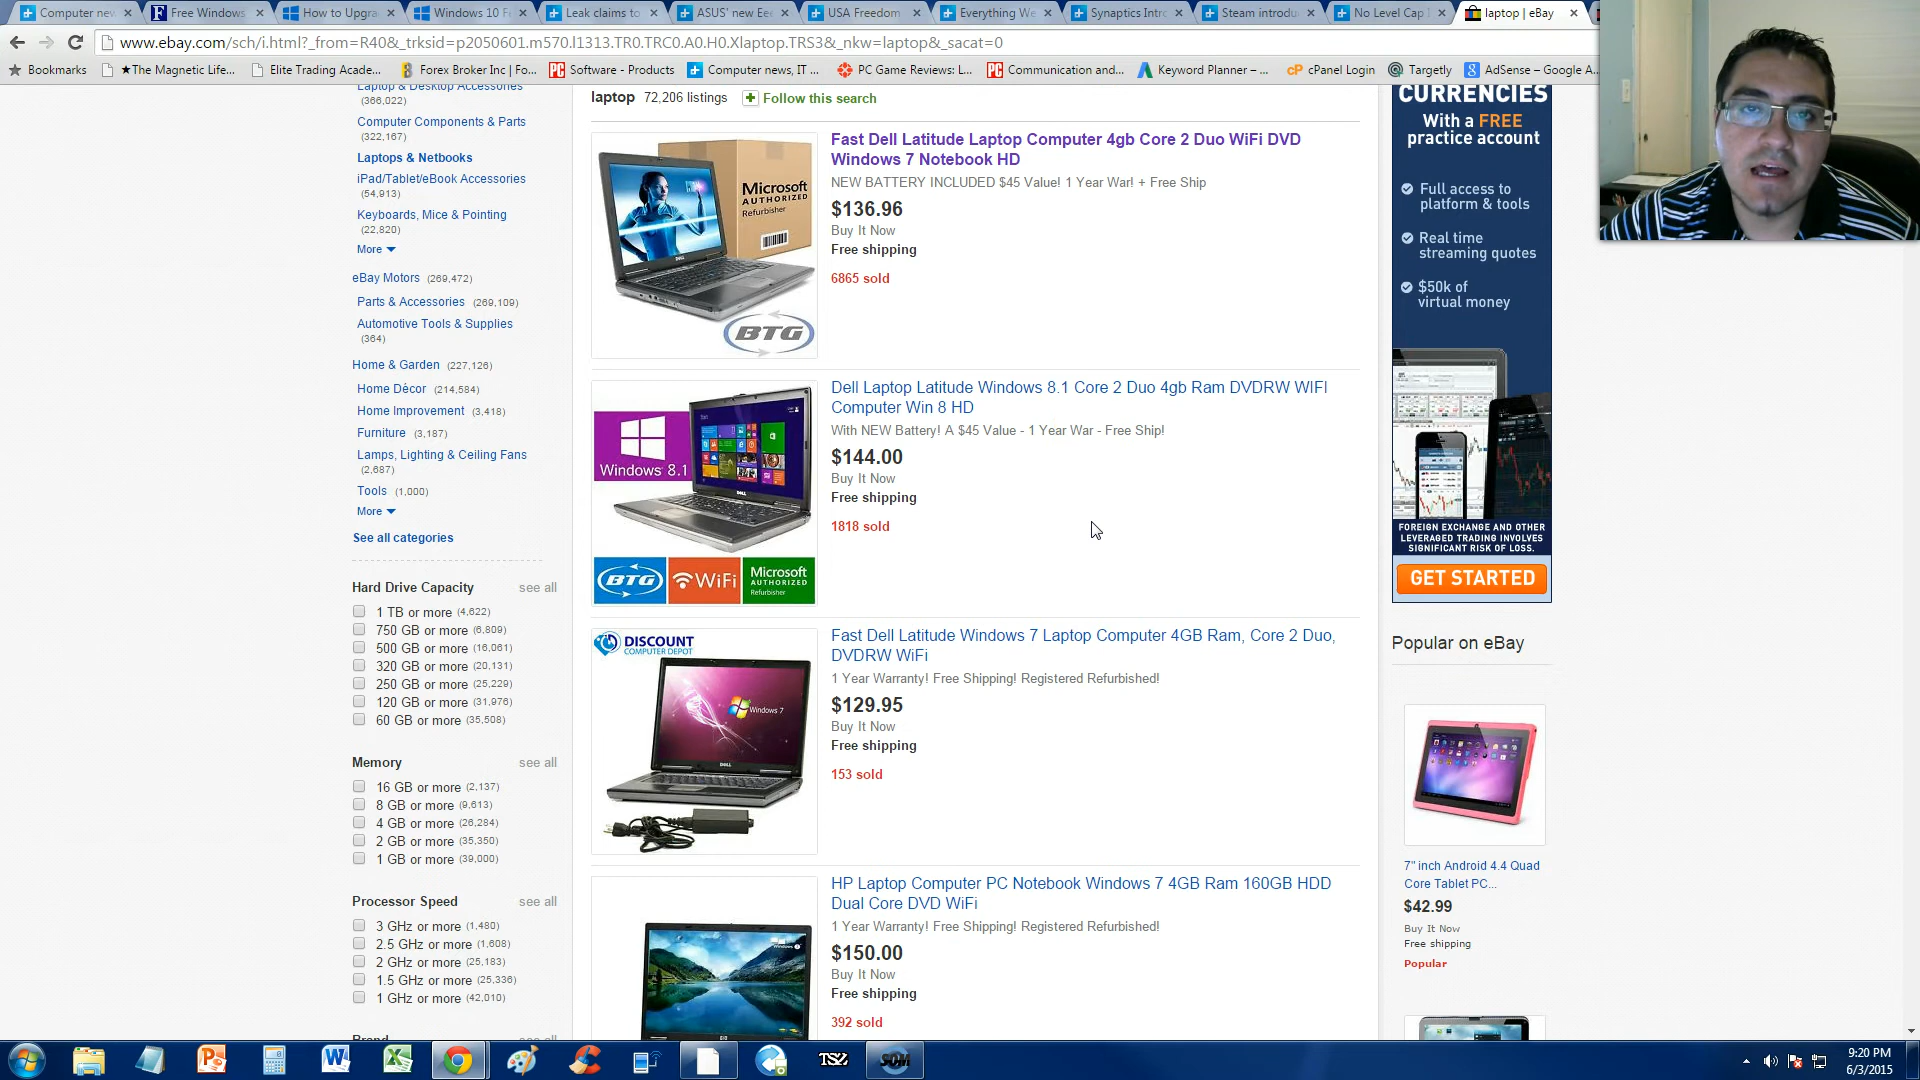 Computer new
Free Windows
How to Upgra
Windows 10 F
Leak claims to
ASUS' new Ee
USA Freedom
Everything We
Synaptics Intr
Steam introdu
No Level Cap
laptop | eBay
www.ebay.com/sch/i.html?_from=R40&_trksid=p2050601.m570.l1313.TR0.TRC0.A0.H0.Xlaptop.TRS3&_nkw=laptop&_sacat=0
Bookmarks
★The Magnetic Life...
Elite Trading Acade...
Forex Broker Inc | Fo...
Software - Products
Computer news, IT ...
PC Game Reviews: L...
Communication and...
Keyword Planner – ...
cPanel Login
Targetly
AdSense – Google A...
Laptop & Desktop Accessories
(366,022)
Computer Components & Parts
(322,167)
Laptops & Netbooks
iPad/Tablet/eBook Accessories
(54,913)
Keyboards, Mice & Pointing
(22,820)
More
eBay Motors (269,472)
Parts & Accessories (269,109)
Automotive Tools & Supplies
(364)
Home & Garden (227,126)
Home Décor (214,584)
Home Improvement (3,418)
Furniture (3,187)
Lamps, Lighting & Ceiling Fans
(2,687)
Tools (1,000)
More
See all categories
Hard Drive Capacity see all
1 TB or more (4,622)
750 GB or more (6,809)
500 GB or more (16,061)
320 GB or more (20,131)
250 GB or more (25,229)
120 GB or more (31,976)
60 GB or more (35,508)
Memory see all
16 GB or more (2,137)
8 GB or more (9,613)
4 GB or more (26,284)
2 GB or more (35,350)
1 GB or more (39,000)
Processor Speed see all
3 GHz or more (1,480)
2.5 GHz or more (1,608)
2 GHz or more (25,183)
1.5 GHz or more (25,336)
1 GHz or more (42,010)
Brand see all
laptop 72,206 listings Follow this search
Microsoft
AUTHORIZED
Refurbisher
DELL
BTG
Fast Dell Latitude Laptop Computer 4gb Core 2 Duo WiFi DVD
Windows 7 Notebook HD
NEW BATTERY INCLUDED $45 Value! 1 Year War! + Free Ship
$136.96
Buy It Now
Free shipping
6865 sold
Windows 8.1
DELL
BTG
WiFi
Microsoft
AUTHORIZED
Refurbisher
Dell Laptop Latitude Windows 8.1 Core 2 Duo 4gb Ram DVDRW WIFI
Computer Win 8 HD
With NEW Battery! A $45 Value - 1 Year War - Free Ship!
$144.00
Buy It Now
Free shipping
1818 sold
DISCOUNT
COMPUTER DEPOT
Windows 7
DELL
Fast Dell Latitude Windows 7 Laptop Computer 4GB Ram, Core 2 Duo,
DVDRW WiFi
1 Year Warranty! Free Shipping! Registered Refurbished!
$129.95
Buy It Now
Free shipping
153 sold
HP Laptop Computer PC Notebook Windows 7 4GB Ram 160GB HDD
Dual Core DVD WiFi
1 Year Warranty! Free Shipping! Registered Refurbished!
$150.00
Buy It Now
Free shipping
392 sold
CURRENCIES
With a FREE
practice account
Full access to
platform & tools
Real time
streaming quotes
$50k of
virtual money
FOREIGN EXCHANGE AND OTHER
LEVERAGED TRADING INVOLVES
SIGNIFICANT RISK OF LOSS.
GET STARTED
Popular on eBay
7" inch Android 4.4 Quad
Core Tablet PC...
$42.99
Buy It Now
Free shipping
Popular
9:20 PM
6/3/2015